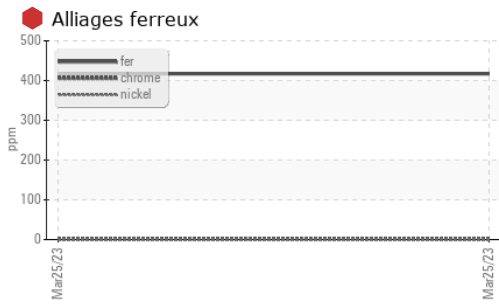 Alliages ferreux
500
400
300
200
100
0
ppm
fer
chrome
nickel
Mar25/23
Mar25/23